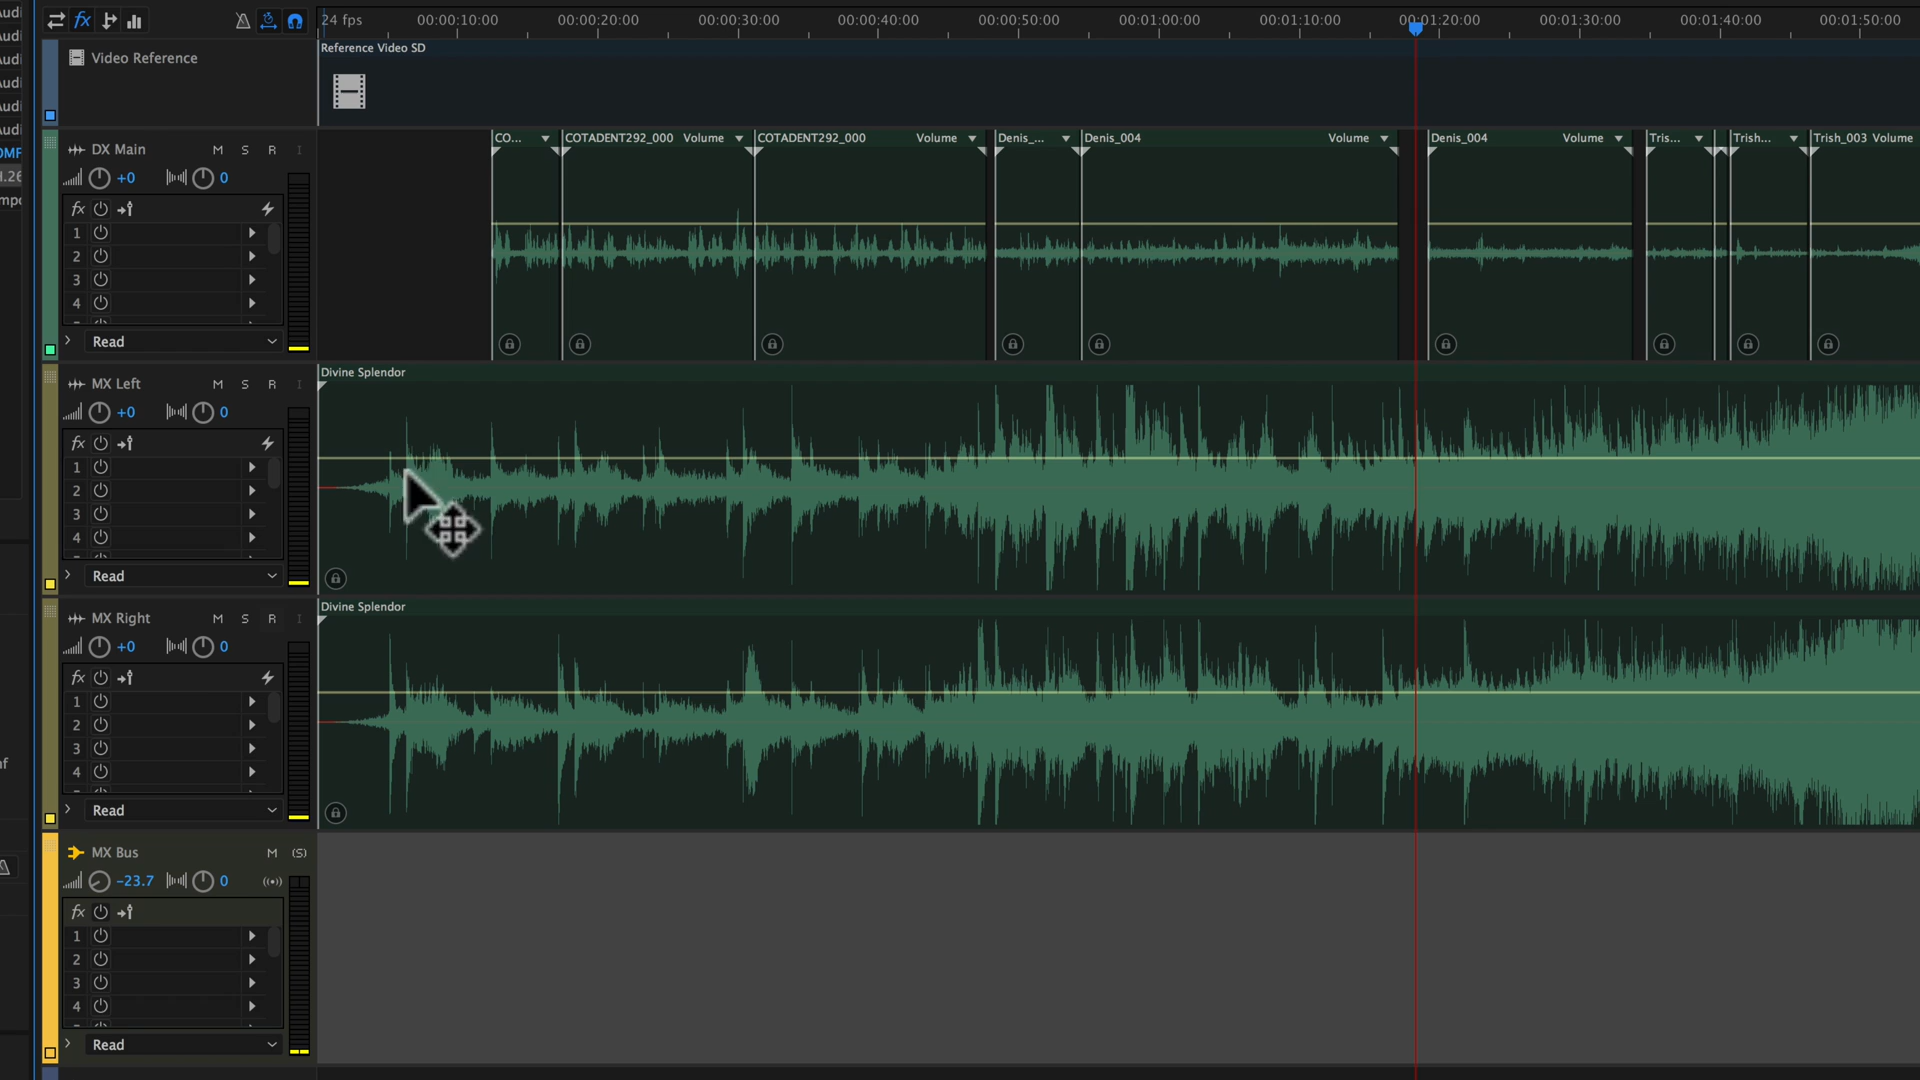 24 fps 00:00:10:00 00:00:20:00 00:00:30:00 00:00:40:00 00:00:50:00 00:01:00:00 00:01:10:00 00:01:20:00 00:01:30:00 00:01:40:00 00:01:50:00
Reference Video SD
Video Reference
CO... COTADENT292_000 Volume COTADENT292_000 Volume Denis_... Denis_004 Volume Denis_004 Volume Tris... Trish... Trish_003 Volume
DX Main M S R I
+0 0
fx
1
2
3
4
Read
Divine Splendor
MX Left M S R I
+0 0
fx
1
2
3
4
Read
Divine Splendor
MX Right M S R I
+0 0
fx
1
2
3
4
Read
MX Bus M (S)
-23.7 0
fx
1
2
3
4
Read